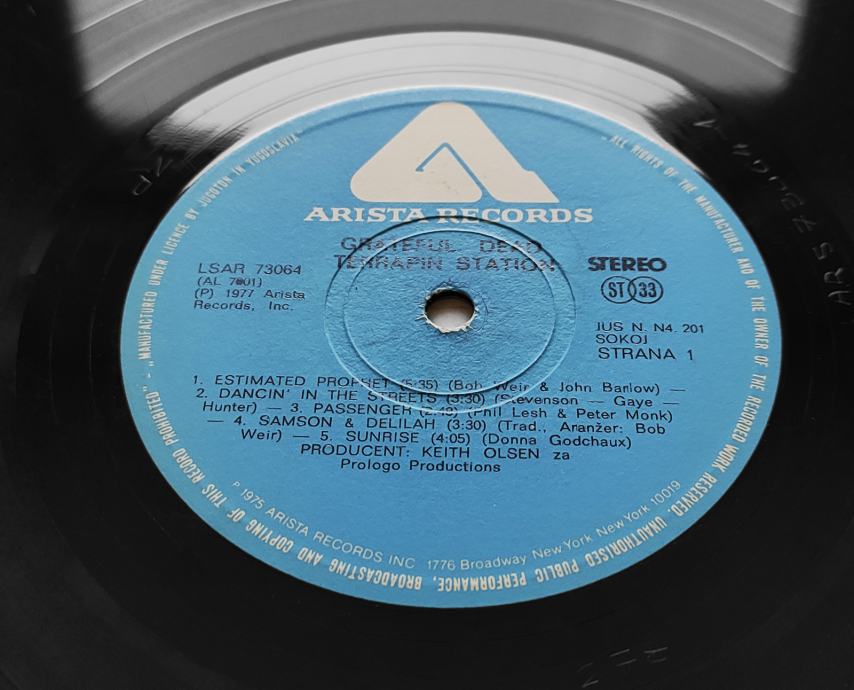 ARISTA RECORDS
GRATEFUL DEAD
TERRAPIN STATION
LSAR 73064
(AL 7001)
(P) 1977 Arista
Records, Inc.
STEREO
ST 33
JUS N. N4. 201
SOKOJ
STRANA 1
1. ESTIMATED PROPHET (5:35) (Bob Weir & John Barlow) —
2. DANCIN' IN THE STREETS (3:30) (Stevenson — Gaye —
Hunter) — 3. PASSENGER (Phil Lesh & Peter Monk)
— 4. SAMSON & DELILAH (3:30) (Trad., Aranžer: Bob
Weir) — 5. SUNRISE (4:05) (Donna Godchaux)
PRODUCENT: KEITH OLSEN za
Prologo Productions
P 1975 ARISTA RECORDS INC 1776 Broadway New York, New York 10019
„MANUFACTURED UNDER LICENCE BY JUGOTON IN YUGOSLAVIA"
„ALL RIGHTS OF THE MANUFACTURER AND OF THE OWNER OF THE RECORDED WORK RESERVED. UNAUTHORISED PUBLIC PERFORMANCE, BROADCASTING AND COPYING OF THIS RECORD PROHIBITED"